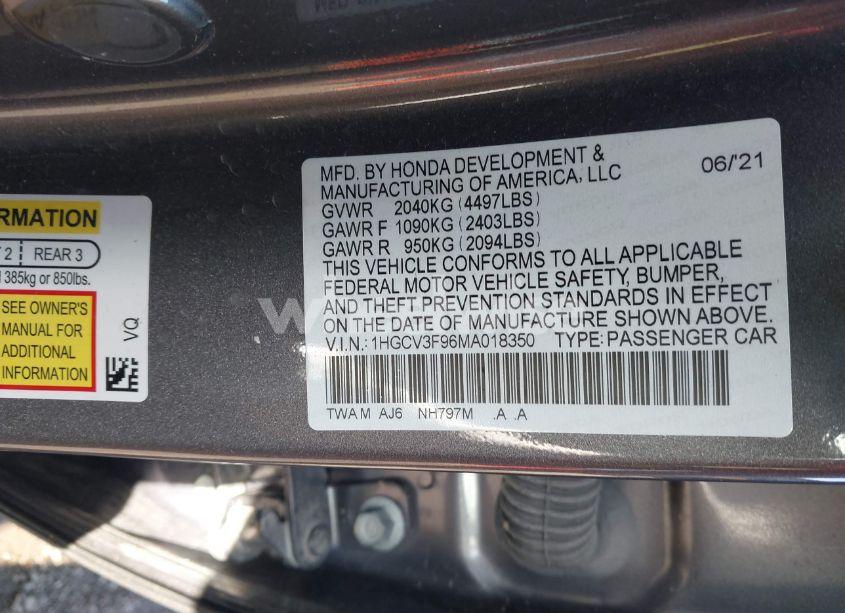 RMATION
2 REAR 3
385kg or 850lbs.
SEE OWNER'S
MANUAL FOR
ADDITIONAL
INFORMATION
VQ
MFD. BY HONDA DEVELOPMENT &
MANUFACTURING OF AMERICA, LLC
06/'21
GVWR 2040KG (4497LBS)
GAWR F 1090KG (2403LBS)
GAWR R 950KG (2094LBS)
THIS VEHICLE CONFORMS TO ALL APPLICABLE
FEDERAL MOTOR VEHICLE SAFETY, BUMPER,
AND THEFT PREVENTION STANDARDS IN EFFECT
ON THE DATE OF MANUFACTURE SHOWN ABOVE.
V.I.N.: 1HGCV3F96MA018350 TYPE: PASSENGER CAR
TWA M AJ6 NH797M .A .A